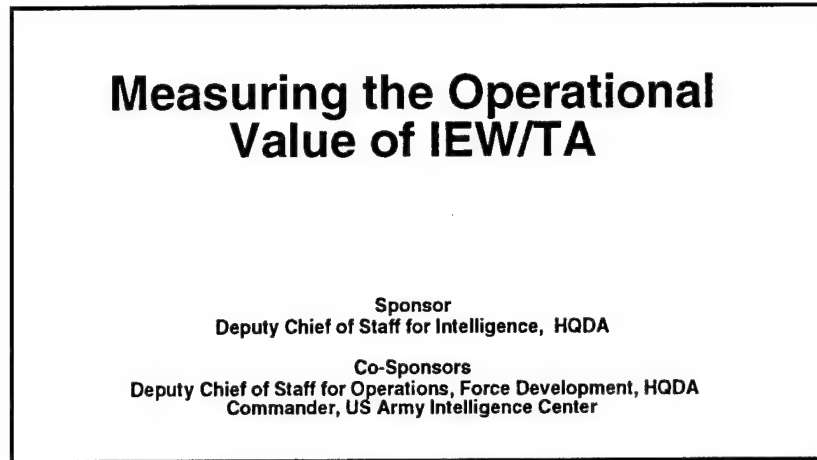 Measuring the Operational
Value of IEW/TA
Sponsor
Deputy Chief of Staff for Intelligence, HQDA
Co-Sponsors
Deputy Chief of Staff for Operations, Force Development, HQDA
Commander, US Army Intelligence Center